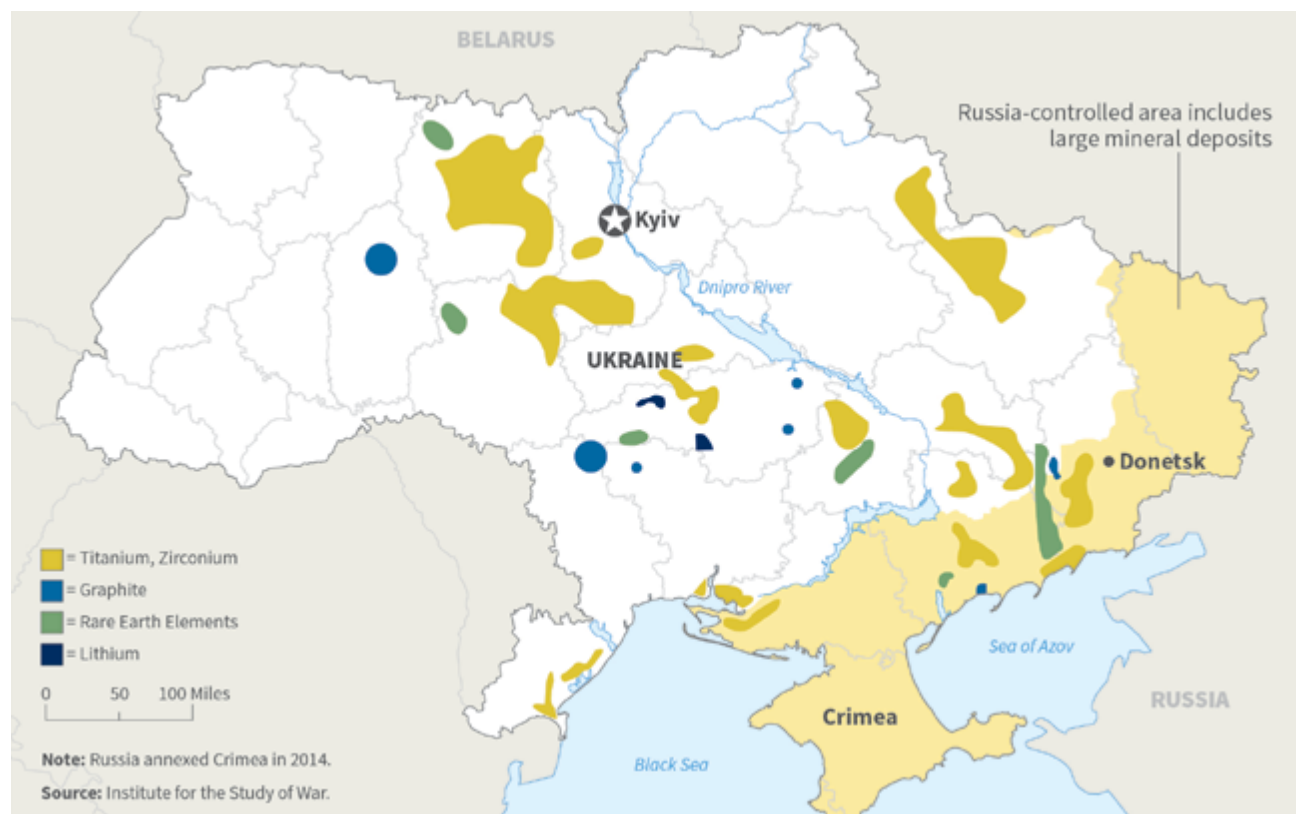 BELARUS
Russia-controlled area includes
large mineral deposits
Kyiv
Dnipro River
UKRAINE
Donetsk
= Titanium, Zirconium
= Graphite
= Rare Earth Elements
= Lithium
0 50 100 Miles
Sea of Azov
RUSSIA
Crimea
Black Sea
Note: Russia annexed Crimea in 2014.
Source: Institute for the Study of War.